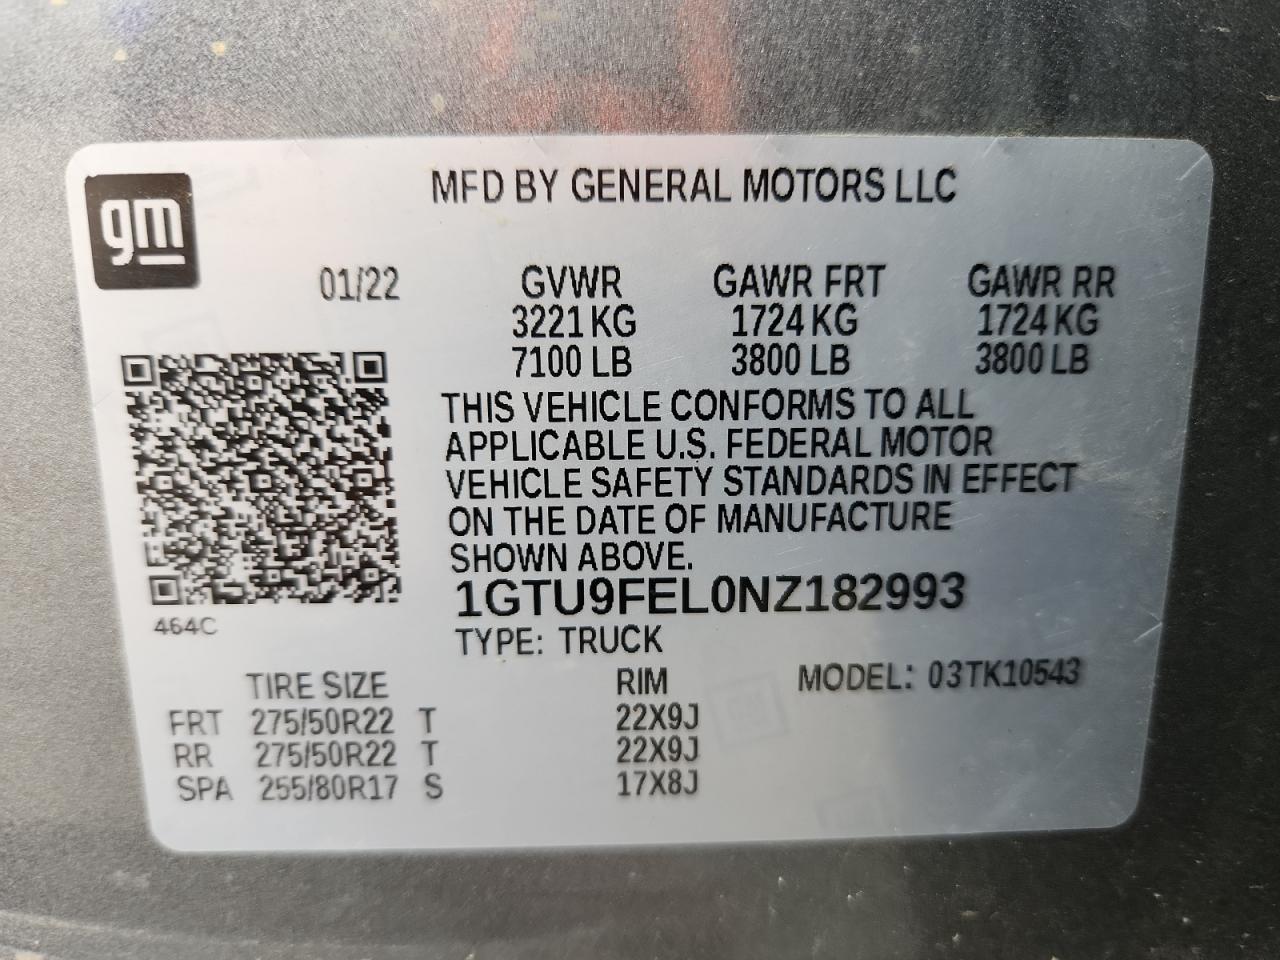 gm
MFD BY GENERAL MOTORS LLC
01/22
GVWR GAWR FRT GAWR RR
3221 KG 1724 KG 1724 KG
7100 LB 3800 LB 3800 LB
THIS VEHICLE CONFORMS TO ALL
APPLICABLE U.S. FEDERAL MOTOR
VEHICLE SAFETY STANDARDS IN EFFECT
ON THE DATE OF MANUFACTURE
SHOWN ABOVE.
1GTU9FEL0NZ182993
464C
TYPE: TRUCK
TIRE SIZE RIM MODEL: 03TK10543
FRT 275/50R22 T 22X9J
RR 275/50R22 T 22X9J
SPA 255/80R17 S 17X8J